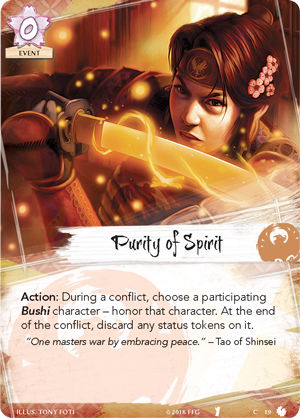 0
EVENT
Purity of Spirit
Action: During a conflict, choose a participating
Bushi character – honor that character. At the
end of the conflict, discard any status tokens on it.
“One masters war by embracing peace.” – Tao of Shinsei
ILLUS. TONY FOTI
©2018 FFG
C 19